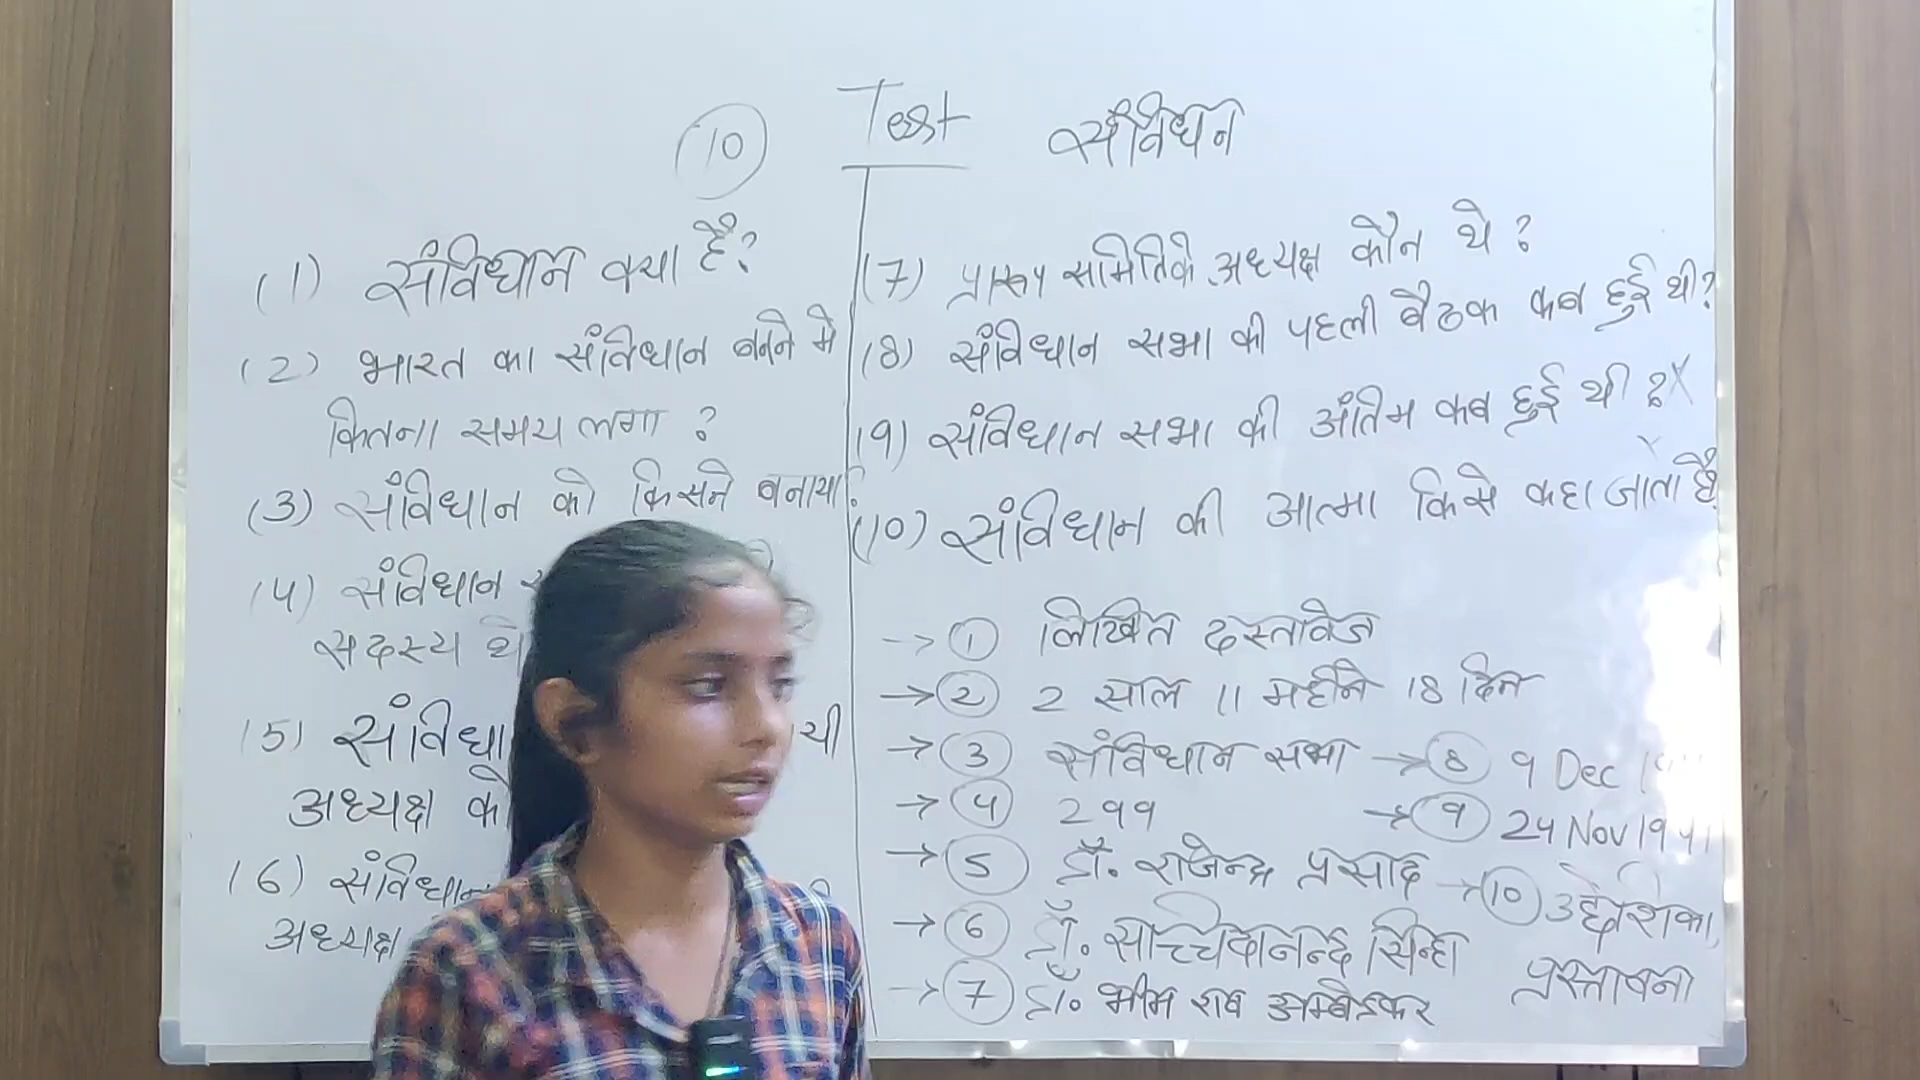 10 Test संविधान
(1) संविधान क्या है?
(2) भारत का संविधान बनने मे
कितना समय लगा ?
(3) संविधान को किसने बनाया?
(4) संविधान
सदस्य थे
(5) संविधा
अध्यक्ष को
(6) संविधान
अध्यक्ष
(7) प्रारूप समितिके अध्यक्ष कौन थे ?
(8) संविधान सभा की पहली बैठक कब हुई थी?
(9) संविधान सभा की अंतिम कब हुई थी ?
(10) संविधान की आत्मा किसे कहा जाता है?
→ 1 लिखित दस्तावेज
→ 2 2 साल 11 महीने 18 दिन
→ 3 संविधान सभा → 8 9 Dec
→ 4 299 → 9 24 Nov
→ 5 डॉ. राजेन्द्र प्रसाद → 10 उद्देशिका,
→ 6 डॉ. सच्चिदानन्द सिन्हा प्रस्तावना
→ 7 डॉ. भीम राव अम्बेडकर